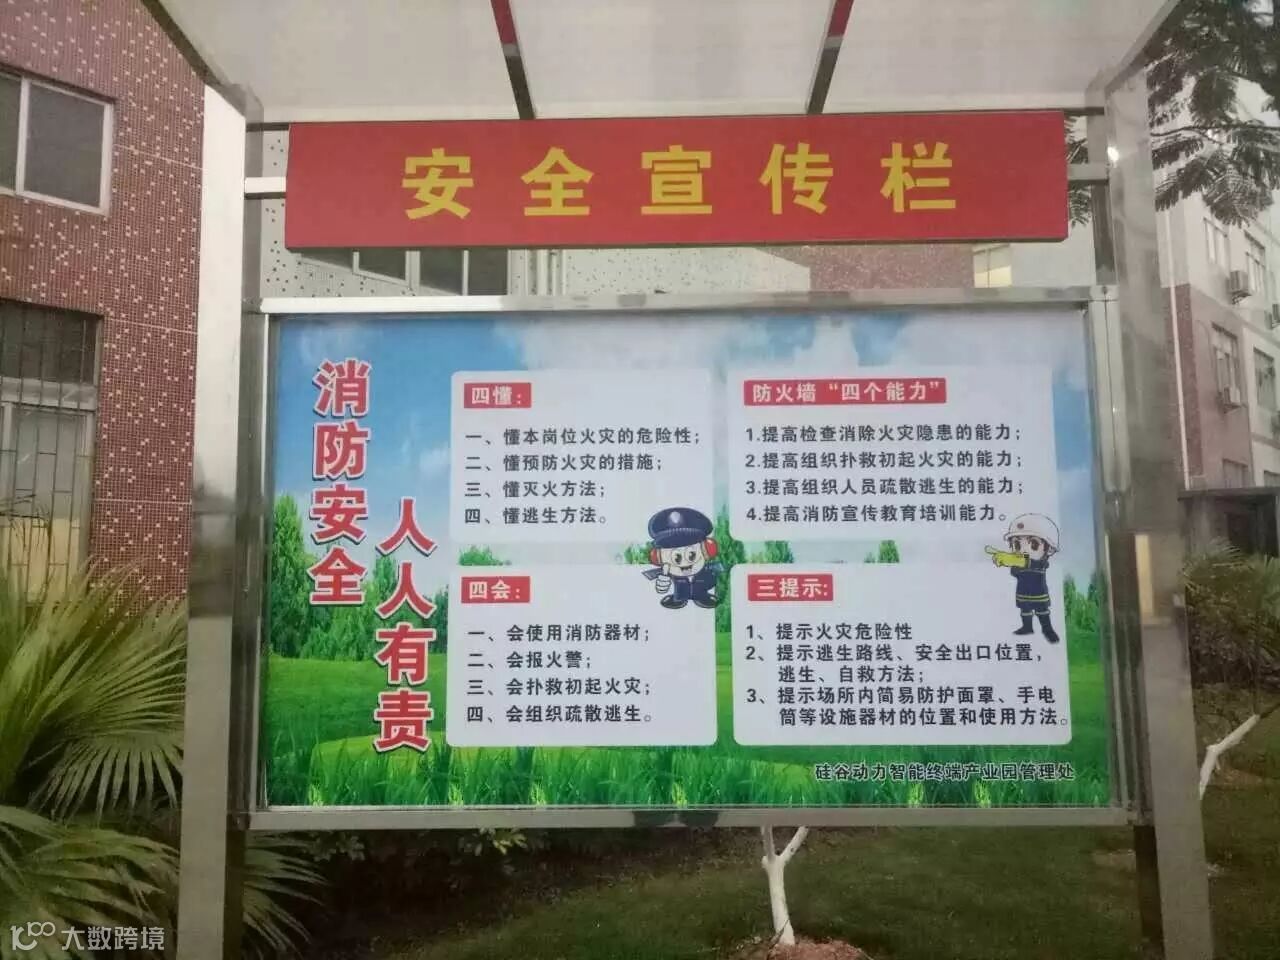 安全宣传栏
消防安全
人人有责
四懂：
一、懂本岗位火灾的危险性；
二、懂预防火灾的措施；
三、懂灭火方法；
四、懂逃生方法。
防火墙“四个能力”
1.提高检查消除火灾隐患的能力；
2.提高组织扑救初起火灾的能力；
3.提高组织人员疏散逃生的能力；
4.提高消防宣传教育培训能力。
四会：
一、会使用消防器材；
二、会报火警；
三、会扑救初起火灾；
四、会组织疏散逃生。
三提示:
1、提示火灾危险性
2、提示逃生路线、安全出口位置，
逃生、自救方法；
3、提示场所内简易防护面罩、手电
筒等设施器材的位置和使用方法。
硅谷动力智能终端产业园管理处
大数跨境